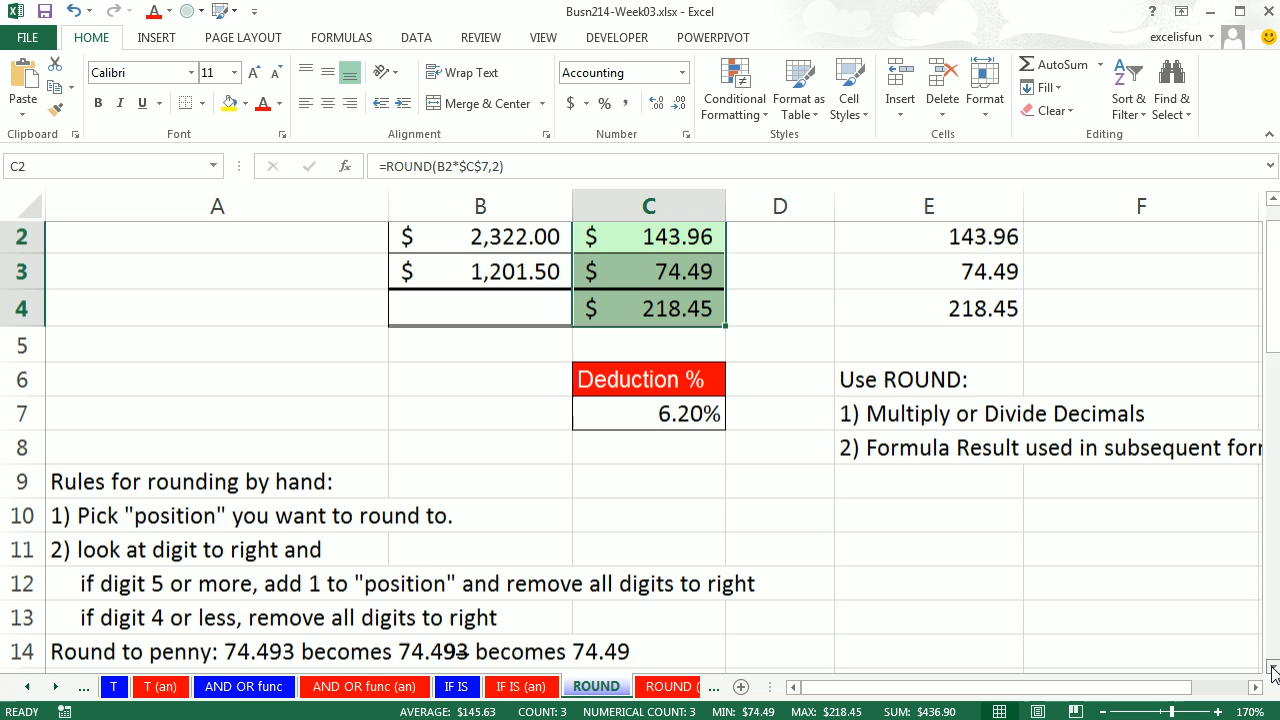 Busn214-Week03.xlsx - Excel
FILE HOME INSERT PAGE LAYOUT FORMULAS DATA REVIEW VIEW DEVELOPER POWERPIVOT excelisfun
Paste
Calibri 11
Wrap Text
Merge & Center
Accounting
$ % ,
Conditional Formatting
Format as Table
Cell Styles
Insert
Delete
Format
AutoSum
Fill
Clear
Sort & Filter
Find & Select
Clipboard Font Alignment Number Styles Cells Editing
C2 fx =ROUND(B2*$C$7,2)
A B C D E F
2 $ 2,322.00 $ 143.96 143.96
3 $ 1,201.50 $ 74.49 74.49
4 $ 218.45 218.45
5
6 Deduction % Use ROUND:
7 6.20% 1) Multiply or Divide Decimals
8 2) Formula Result used in subsequent for
9 Rules for rounding by hand:
10 1) Pick "position" you want to round to.
11 2) look at digit to right and
12 if digit 5 or more, add 1 to "position" and remove all digits to right
13 if digit 4 or less, remove all digits to right
14 Round to penny: 74.493 becomes 74.493 becomes 74.49
... T T (an) AND OR func AND OR func (an) IF IS IF IS (an) ROUND ROUND ( ...
READY AVERAGE: $145.63 COUNT: 3 NUMERICAL COUNT: 3 MIN: $74.49 MAX: $218.45 SUM: $436.90 170%